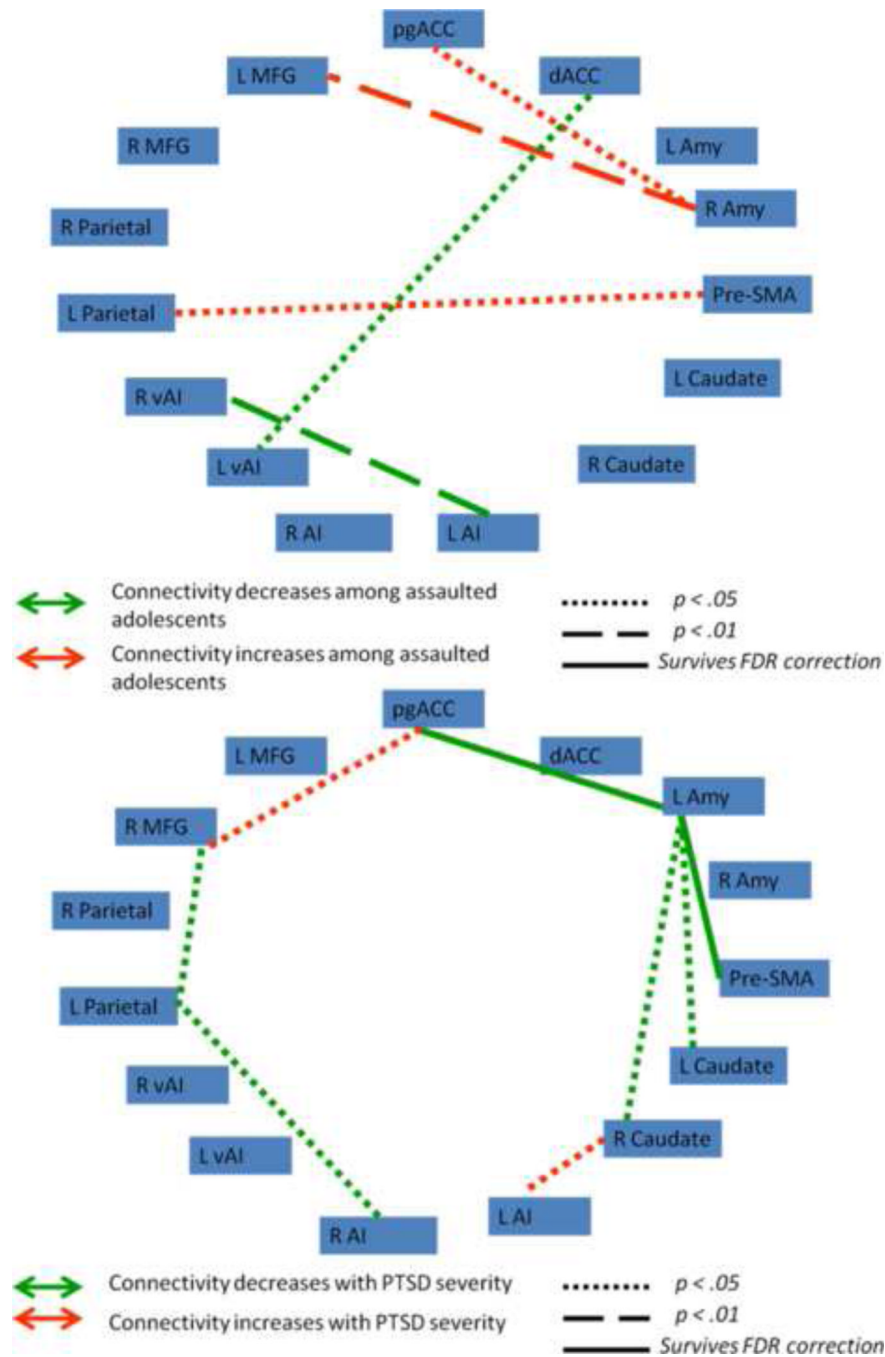 pgACC
L MFG
dACC
R MFG
L Amy
R Parietal
R Amy
L Parietal
Pre-SMA
R vAI
L Caudate
L vAI
R Caudate
R AI
L AI
Connectivity decreases among assaulted
adolescents
Connectivity increases among assaulted
adolescents
p < .05
p < .01
Survives FDR correction
pgACC
L MFG
dACC
L Amy
R MFG
R Amy
R Parietal
Pre-SMA
L Parietal
L Caudate
R vAI
R Caudate
L vAI
L AI
R AI
Connectivity decreases with PTSD severity
Connectivity increases with PTSD severity
p < .05
p < .01
Survives FDR correction